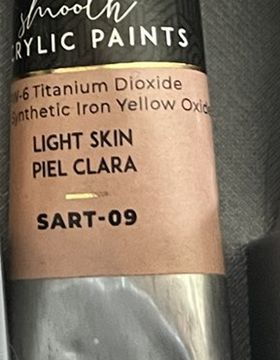 smooth
CRYLIC PAINTS
-6 Titanium Dioxide
Synthetic Iron Yellow Oxid
LIGHT SKIN
PIEL CLARA
SART-09